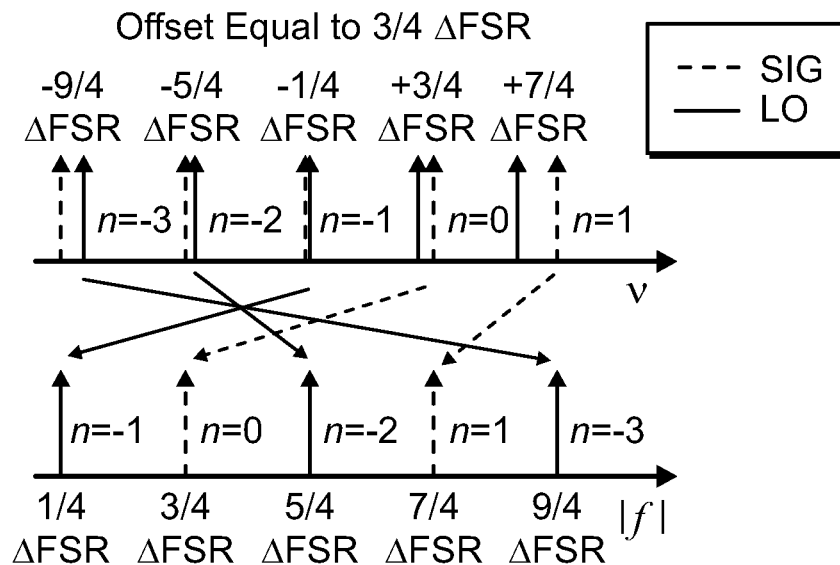 Offset Equal to 3/4 ΔFSR
SIG
LO
-9/4 -5/4 -1/4 +3/4 +7/4
ΔFSR ΔFSR ΔFSR ΔFSR ΔFSR
n=-3 n=-2 n=-1 n=0 n=1
ν
n=-1 n=0 n=-2 n=1 n=-3
1/4 3/4 5/4 7/4 9/4 |f|
ΔFSR ΔFSR ΔFSR ΔFSR ΔFSR